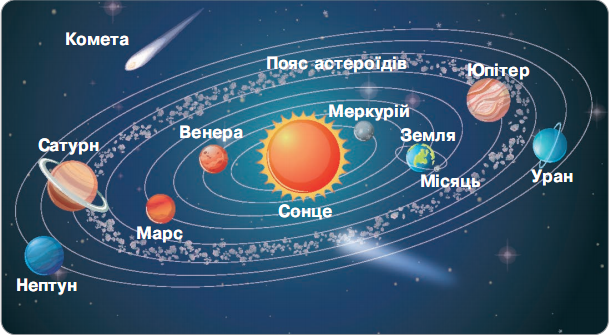 Комета
Пояс астероїдів
Юпітер
Меркурій
Венера
Земля
Сатурн
Місяць
Уран
Сонце
Марс
Нептун